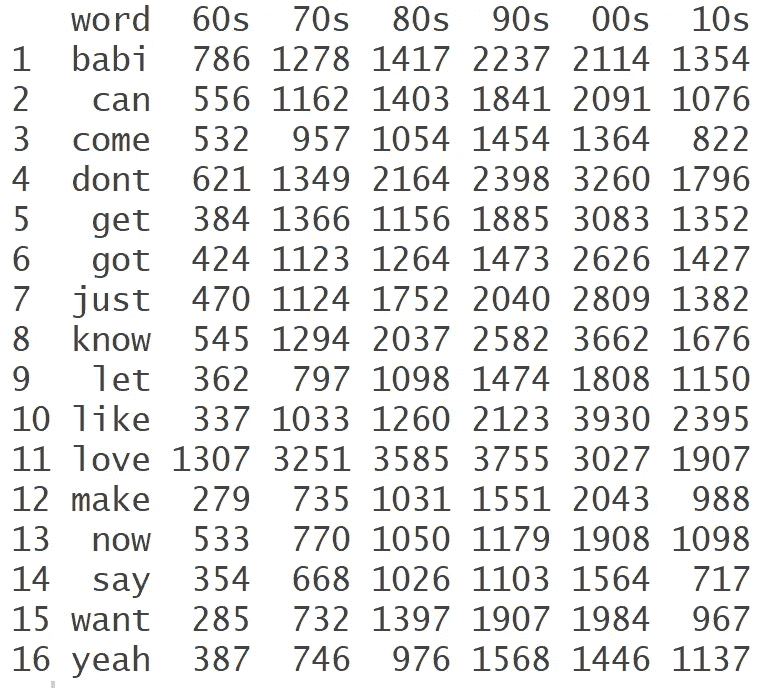 word 60s 70s 80s 90s 00s 10s
1 babi 786 1278 1417 2237 2114 1354
2 can 556 1162 1403 1841 2091 1076
3 come 532 957 1054 1454 1364 822
4 dont 621 1349 2164 2398 3260 1796
5 get 384 1366 1156 1885 3083 1352
6 got 424 1123 1264 1473 2626 1427
7 just 470 1124 1752 2040 2809 1382
8 know 545 1294 2037 2582 3662 1676
9 let 362 797 1098 1474 1808 1150
10 like 337 1033 1260 2123 3930 2395
11 love 1307 3251 3585 3755 3027 1907
12 make 279 735 1031 1551 2043 988
13 now 533 770 1050 1179 1908 1098
14 say 354 668 1026 1103 1564 717
15 want 285 732 1397 1907 1984 967
16 yeah 387 746 976 1568 1446 1137